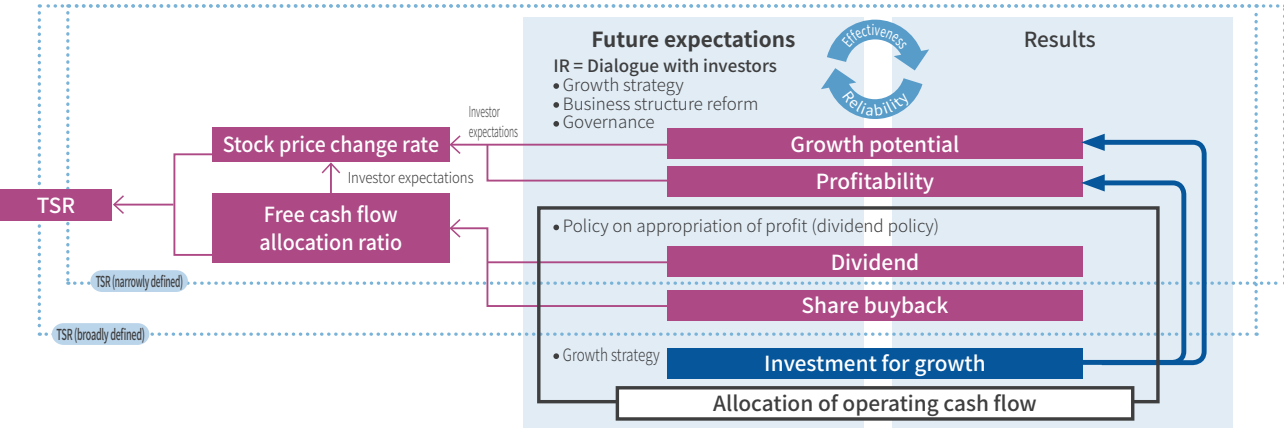 Future expectations
Results
Effectiveness
Reliability
IR = Dialogue with investors
• Growth strategy
• Business structure reform
• Governance
Investor
expectations
Stock price change rate
Growth potential
Investor expectations
Profitability
TSR
Free cash flow
allocation ratio
• Policy on appropriation of profit (dividend policy)
Dividend
TSR (narrowly defined)
Share buyback
TSR (broadly defined)
• Growth strategy
Investment for growth
Allocation of operating cash flow